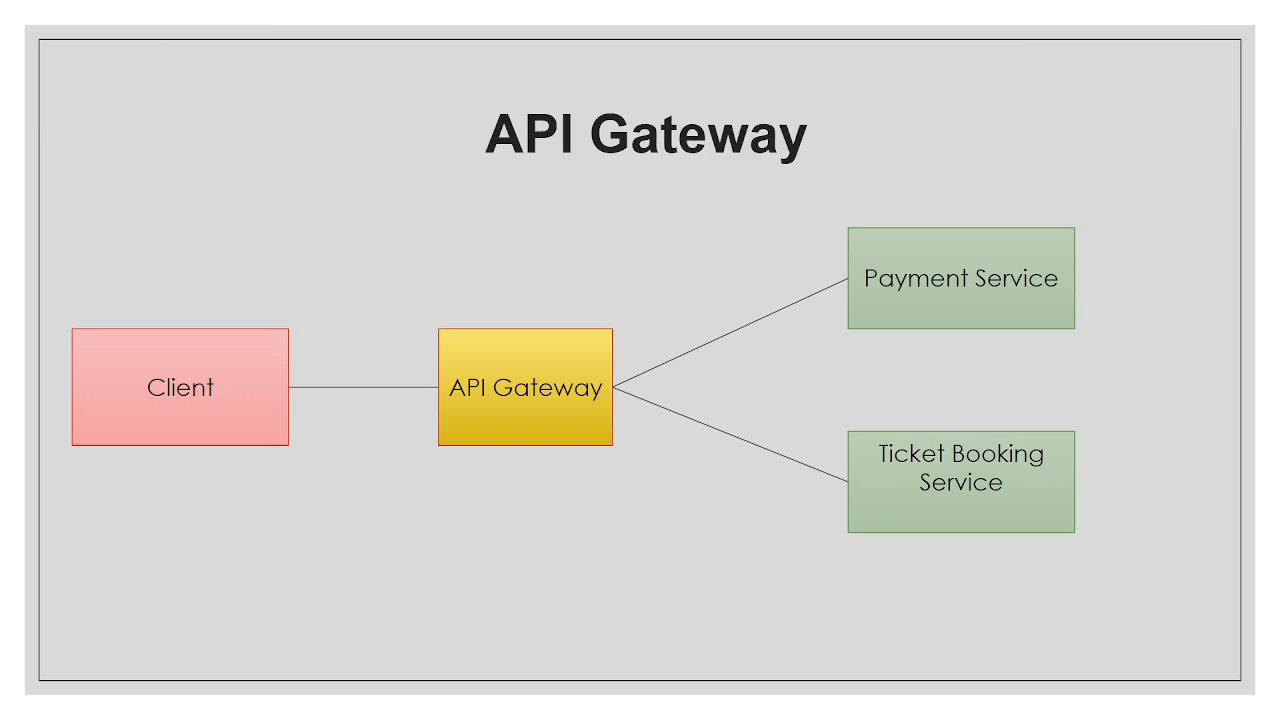 API Gateway
Payment Service
Client
API Gateway
Ticket Booking
Service